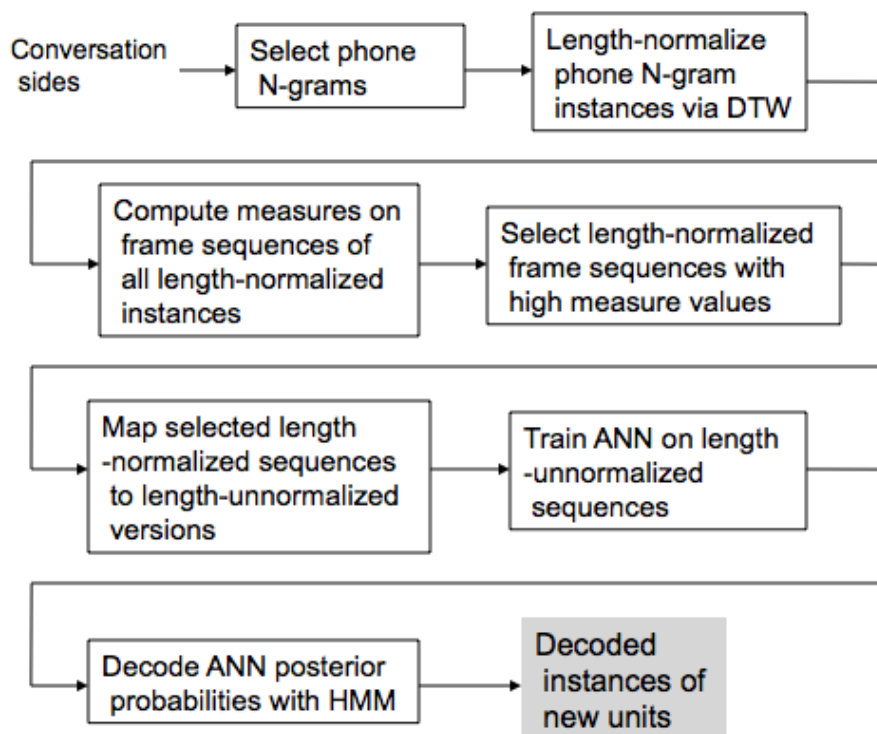 Conversation
sides
Select phone
N-grams
Length-normalize
phone N-gram
instances via DTW
Compute measures on
frame sequences of
all length-normalized
instances
Select length-normalized
frame sequences with
high measure values
Map selected length
-normalized sequences
to length-unnormalized
versions
Train ANN on length
-unnormalized
sequences
Decode ANN posterior
probabilities with HMM
Decoded
instances of
new units